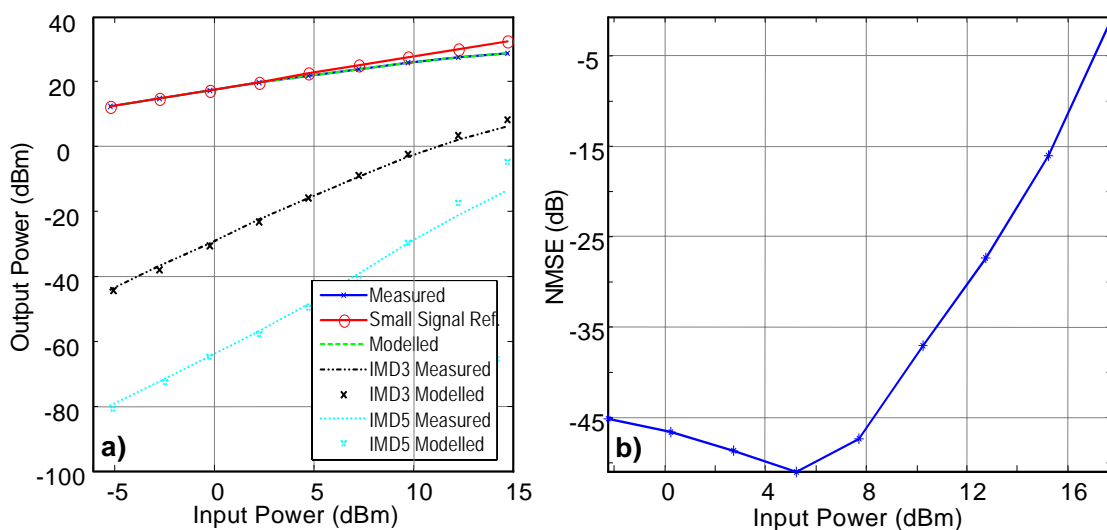 40
20
0
-20
-40
-60
-80
-100
Output Power (dBm)
Measured
Small Signal Ref.
Modelled
IMD3 Measured
IMD3 Modelled
IMD5 Measured
IMD5 Modelled
a)
-5
0
5
10
15
Input Power (dBm)
-5
-15
-25
-35
-45
NMSE (dB)
b)
0
4
8
12
16
Input Power (dBm)